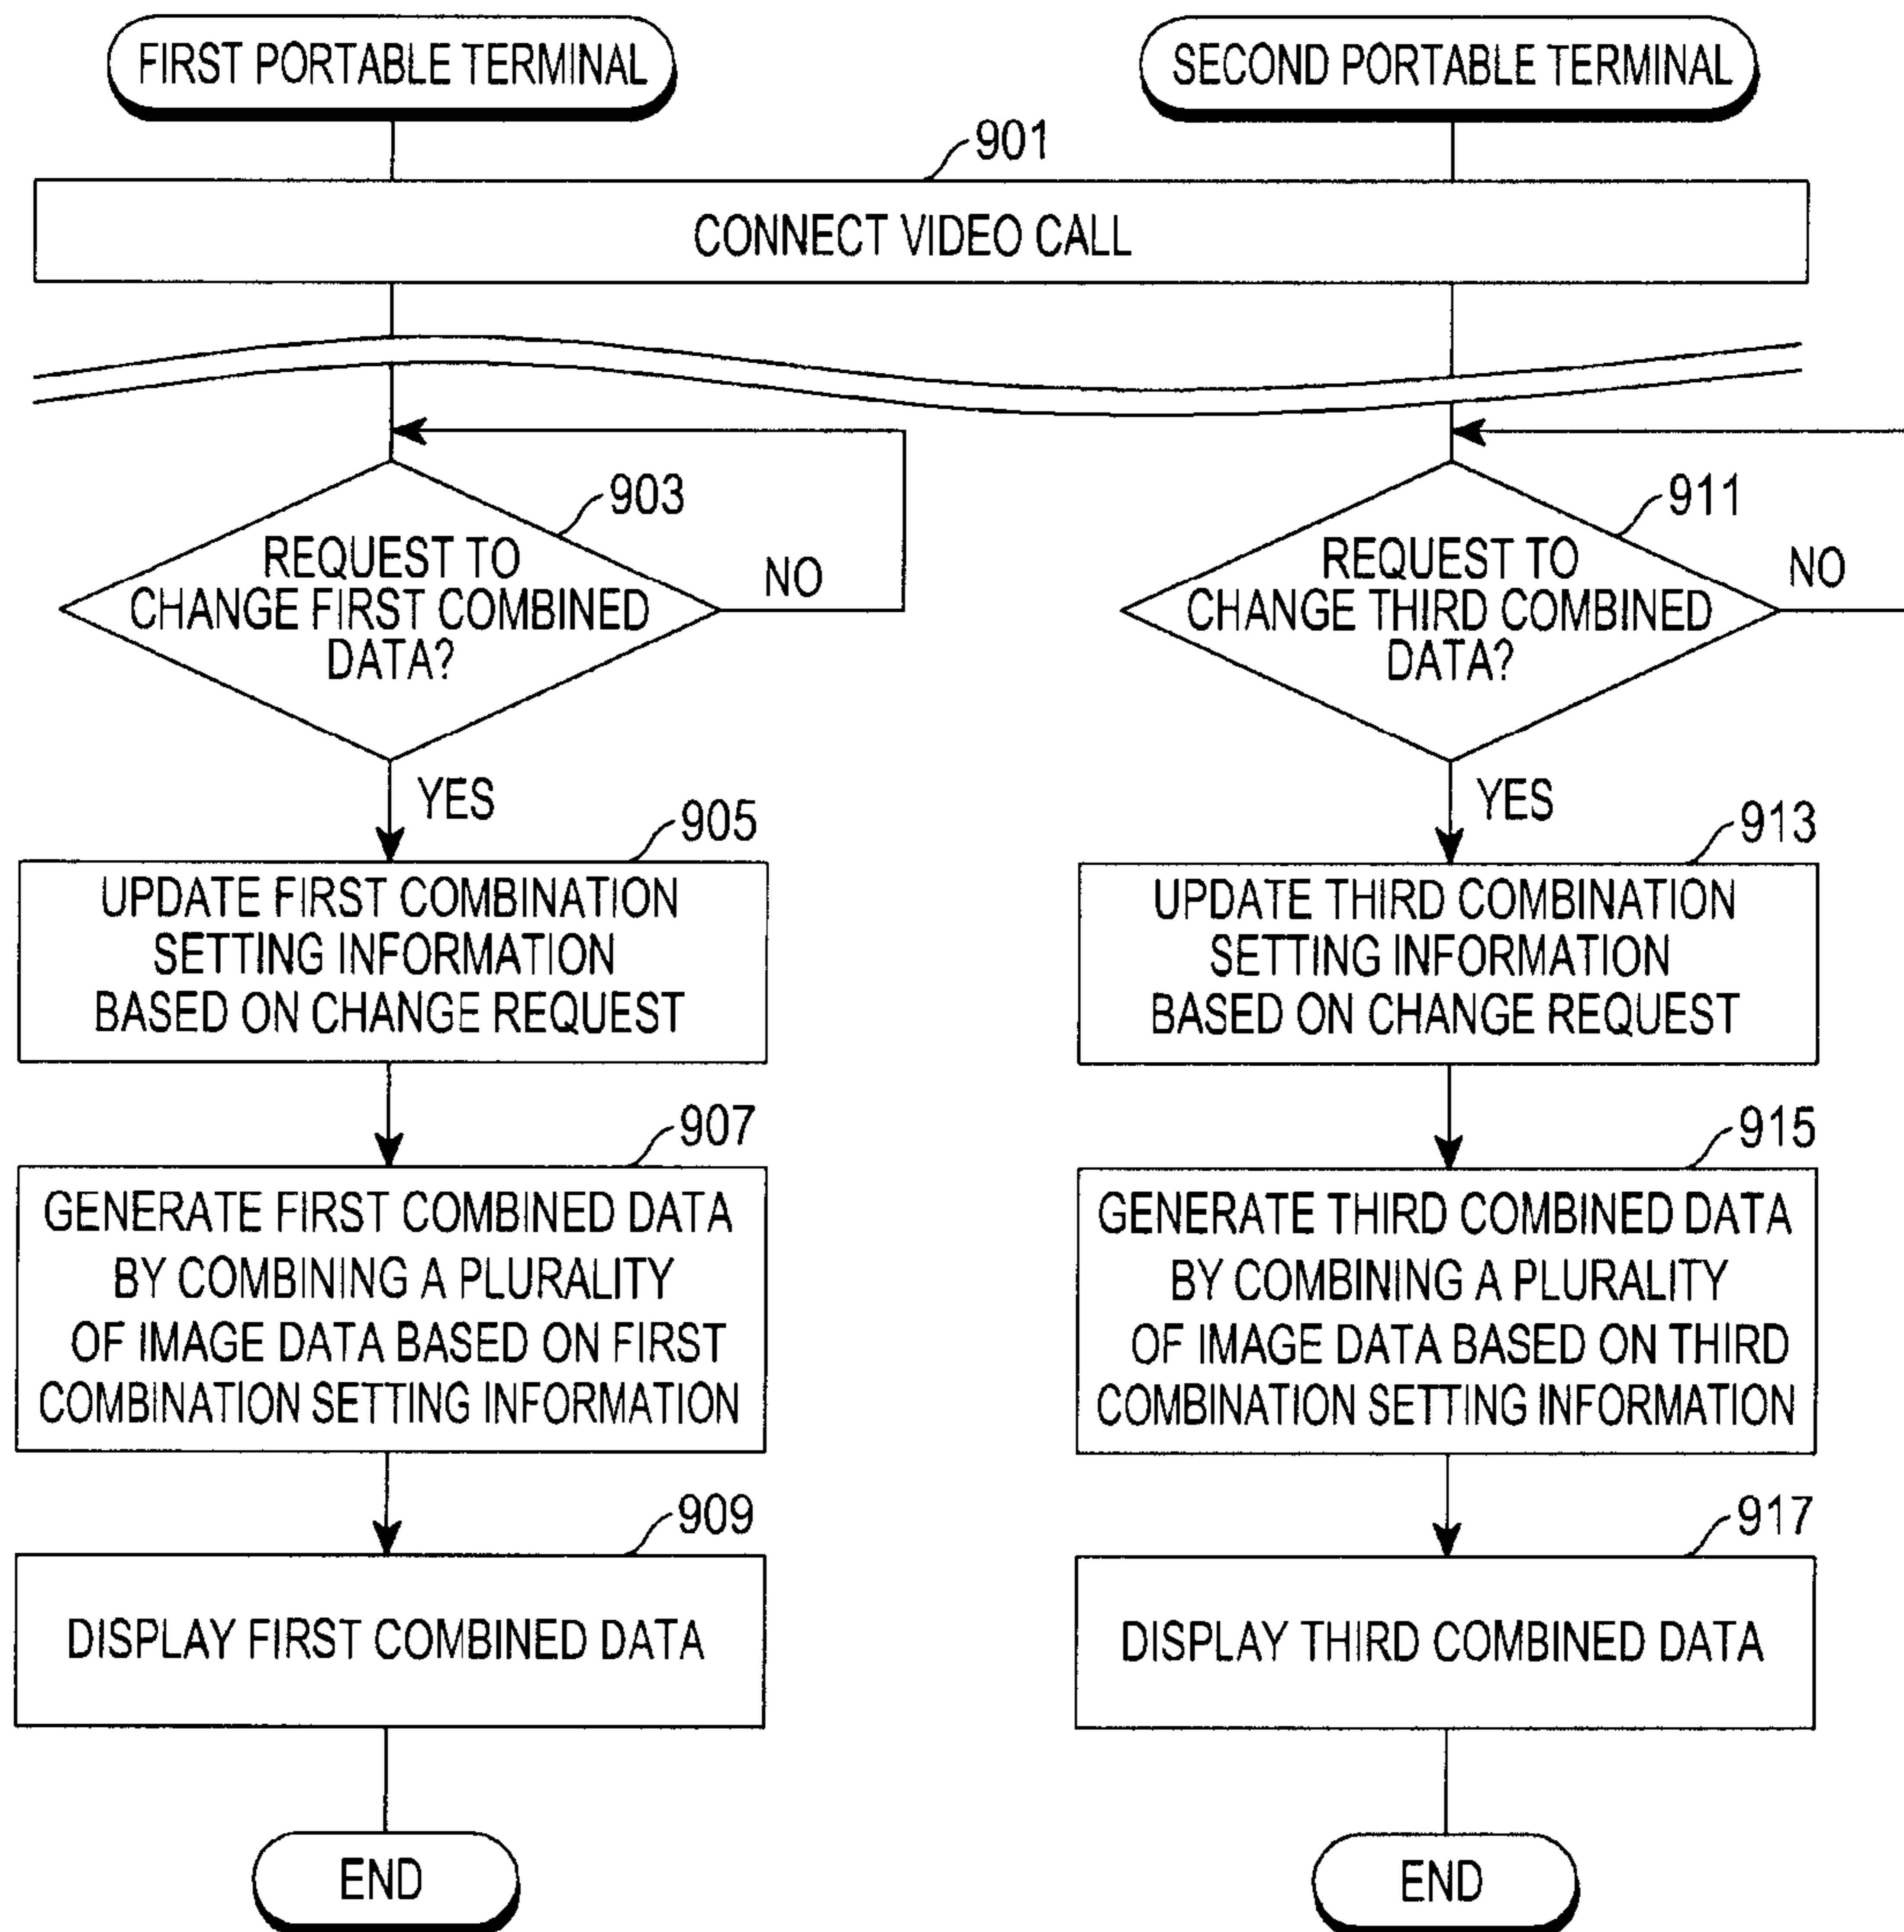 FIRST PORTABLE TERMINAL
SECOND PORTABLE TERMINAL
901
CONNECT VIDEO CALL
903
REQUEST TO
CHANGE FIRST COMBINED
DATA?
NO
YES
905
UPDATE FIRST COMBINATION
SETTING INFORMATION
BASED ON CHANGE REQUEST
907
GENERATE FIRST COMBINED DATA
BY COMBINING A PLURALITY
OF IMAGE DATA BASED ON FIRST
COMBINATION SETTING INFORMATION
909
DISPLAY FIRST COMBINED DATA
END
911
REQUEST TO
CHANGE THIRD COMBINED
DATA?
NO
YES
913
UPDATE THIRD COMBINATION
SETTING INFORMATION
BASED ON CHANGE REQUEST
915
GENERATE THIRD COMBINED DATA
BY COMBINING A PLURALITY
OF IMAGE DATA BASED ON THIRD
COMBINATION SETTING INFORMATION
917
DISPLAY THIRD COMBINED DATA
END